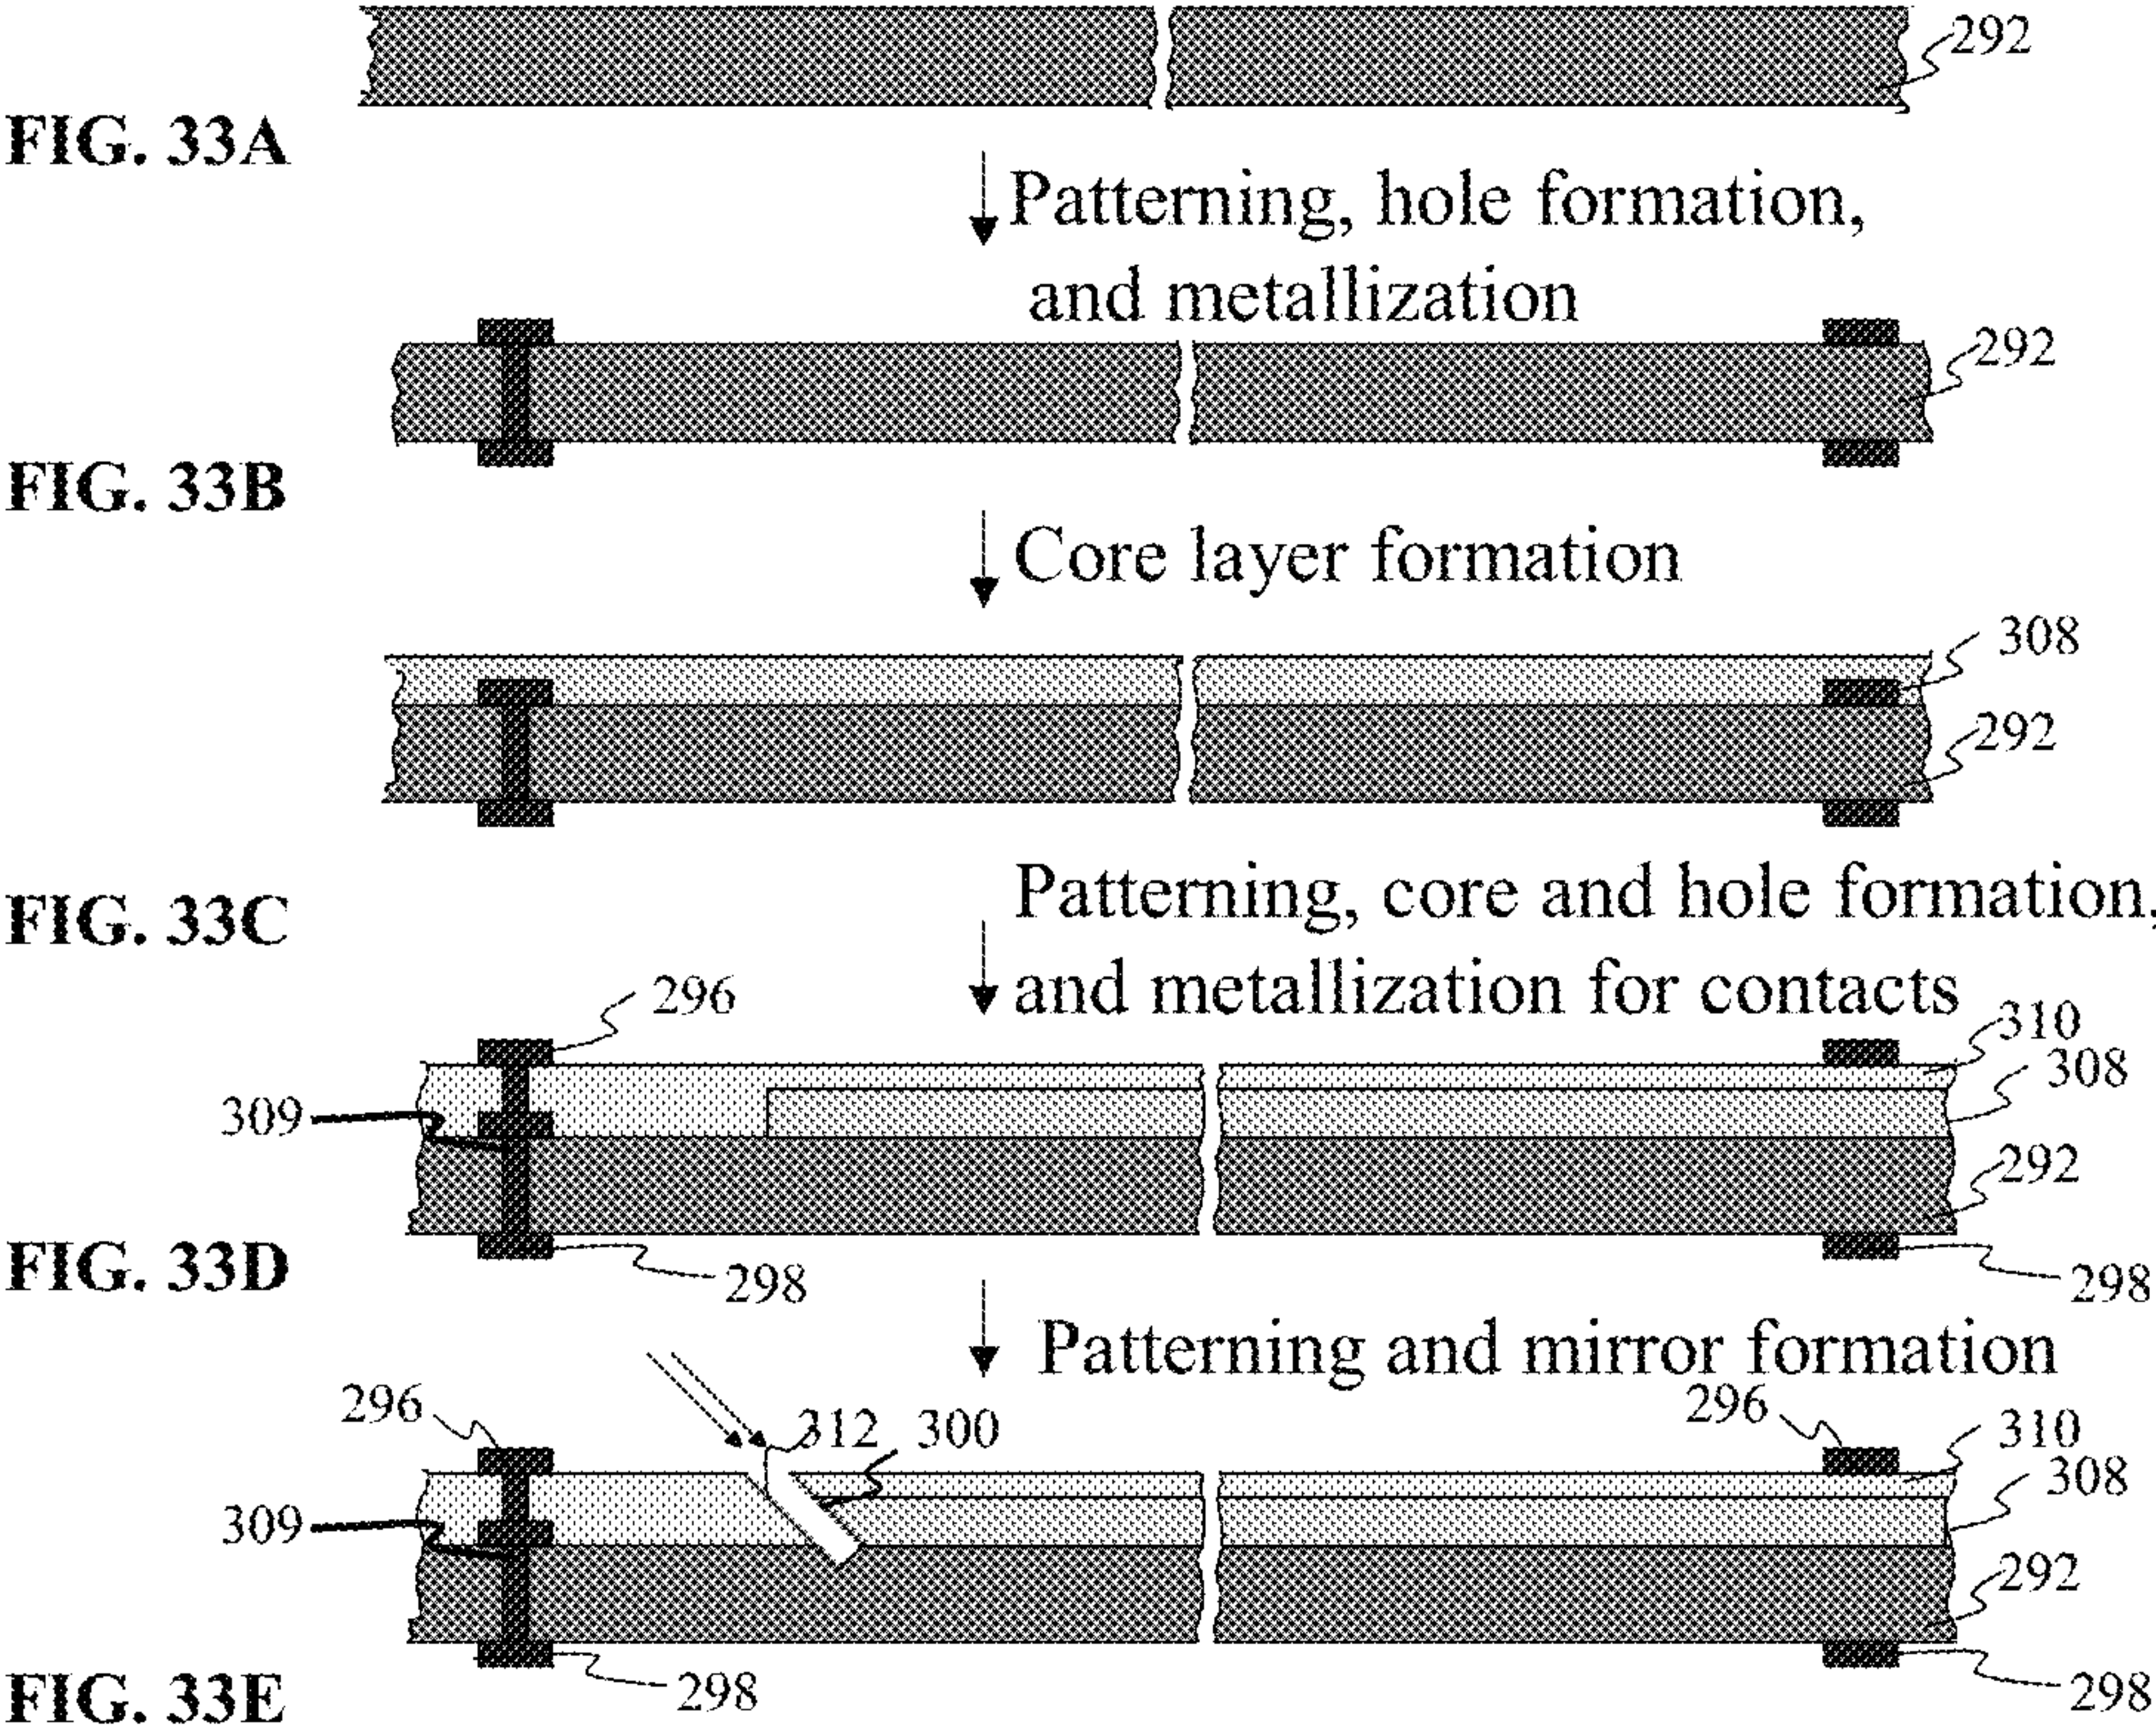 292
FIG. 33A
Patterning, hole formation,
and metallization
292
FIG. 33B
Core layer formation
308
292
FIG. 33C
Patterning, core and hole formation,
and metallization for contacts
296
310
308
309
292
FIG. 33D
298
298
Patterning and mirror formation
296
312
300
296
310
308
309
292
FIG. 33E
298
298